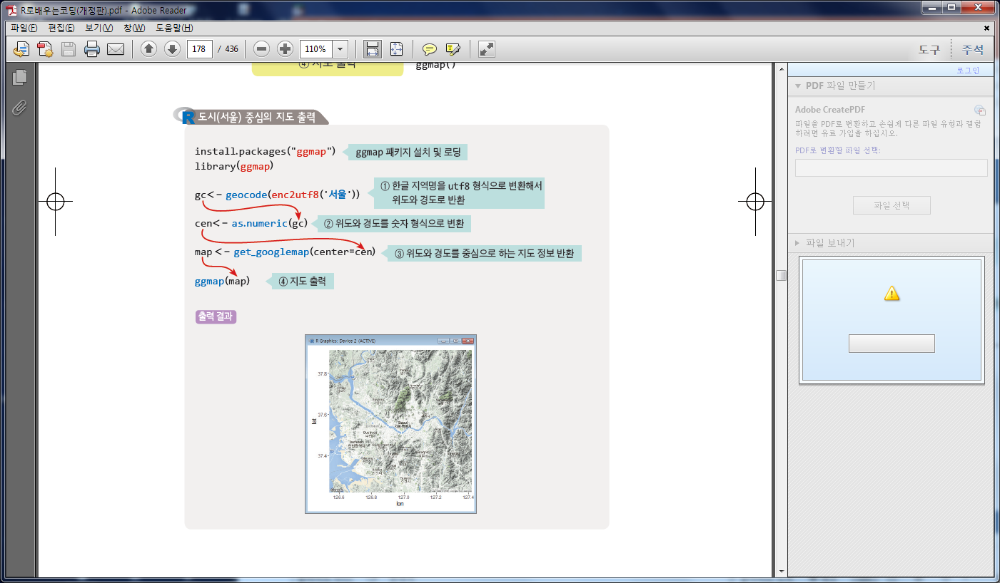 R로배우는코딩(개정판).pdf - Adobe Reader
파일(F) 편집(E) 보기(V) 창(W) 도움말(H)
178 / 436 110% 도구 주석
④ 지도 출력 ggmap()
로그인
PDF 파일 만들기
Adobe CreatePDF
파일을 PDF로 변환하고 손쉽게 다른 파일 유형과 결합
하려면 유료 가입을 하십시오.
PDF로 변환할 파일 선택:
파일 선택
파일 보내기
R 도시(서울) 중심의 지도 출력
install.packages("ggmap") ggmap 패키지 설치 및 로딩
library(ggmap)
gc<- geocode(enc2utf8('서울')) ① 한글 지역명을 utf8 형식으로 변환해서
위도와 경도로 반환
cen<- as.numeric(gc) ② 위도와 경도를 숫자 형식으로 변환
map <- get_googlemap(center=cen) ③ 위도와 경도를 중심으로 하는 지도 정보 반환
ggmap(map) ④ 지도 출력
출력 결과
R Graphics: Device 2 (ACTIVE)
37.8
37.6
Seoul
서울특별시
lat
37.4
126.6 126.8 127.0 127.2 127.4
lon